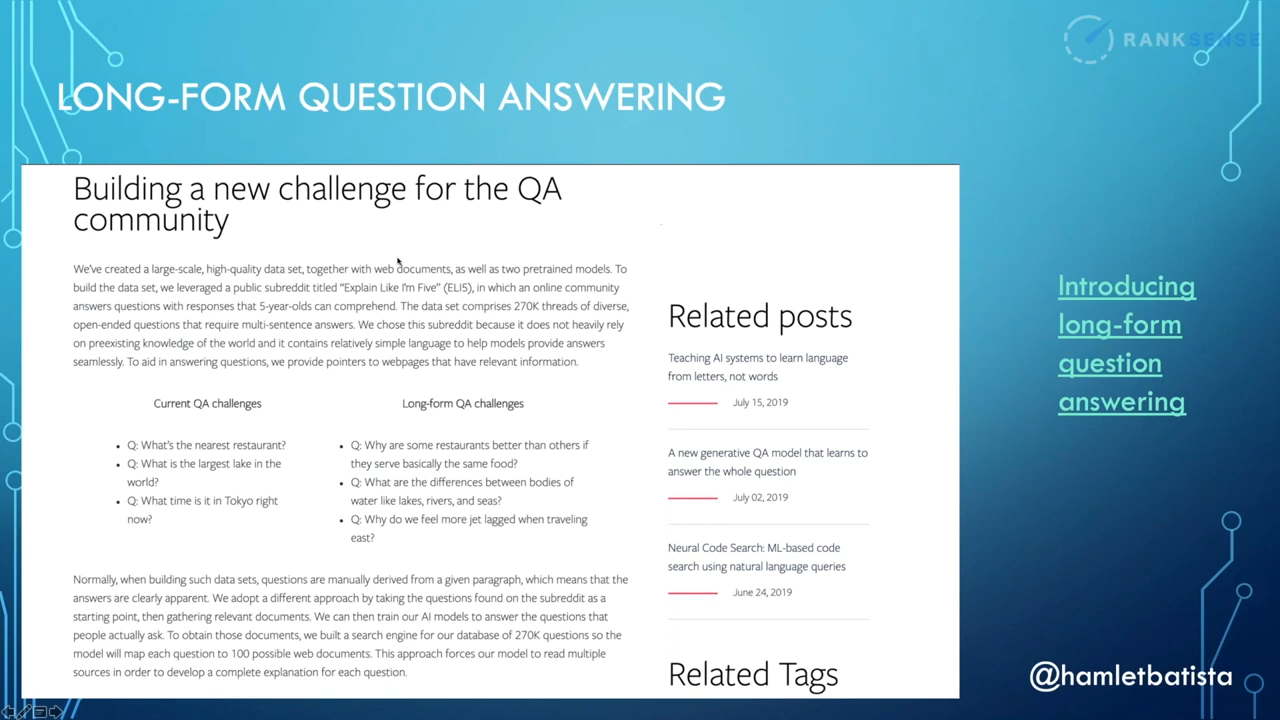 RANKSENSE
LONG-FORM QUESTION ANSWERING
Building a new challenge for the QA
community
We've created a large-scale, high-quality data set, together with web documents, as well as two pretrained models. To
build the data set, we leveraged a public subreddit titled “Explain Like I'm Five” (ELI5), in which an online community
answers questions with responses that 5-year-olds can comprehend. The data set comprises 270K threads of diverse,
open-ended questions that require multi-sentence answers. We chose this subreddit because it does not heavily rely
on preexisting knowledge of the world and it contains relatively simple language to help models provide answers
seamlessly. To aid in answering questions, we provide pointers to webpages that have relevant information.
Current QA challenges
• Q: What's the nearest restaurant?
• Q: What is the largest lake in the
world?
• Q: What time is it in Tokyo right
now?
Long-form QA challenges
• Q: Why are some restaurants better than others if
they serve basically the same food?
• Q: What are the differences between bodies of
water like lakes, rivers, and seas?
• Q: Why do we feel more jet lagged when traveling
east?
Normally, when building such data sets, questions are manually derived from a given paragraph, which means that the
answers are clearly apparent. We adopt a different approach by taking the questions found on the subreddit as a
starting point, then gathering relevant documents. We can then train our AI models to answer the questions that
people actually ask. To obtain those documents, we built a search engine for our database of 270K questions so the
model will map each question to 100 possible web documents. This approach forces our model to read multiple
sources in order to develop a complete explanation for each question.
Related posts
Teaching AI systems to learn language
from letters, not words
July 15, 2019
A new generative QA model that learns to
answer the whole question
July 02, 2019
Neural Code Search: ML-based code
search using natural language queries
June 24, 2019
Related Tags
Introducing
long-form
question
answering
@hamletbatista